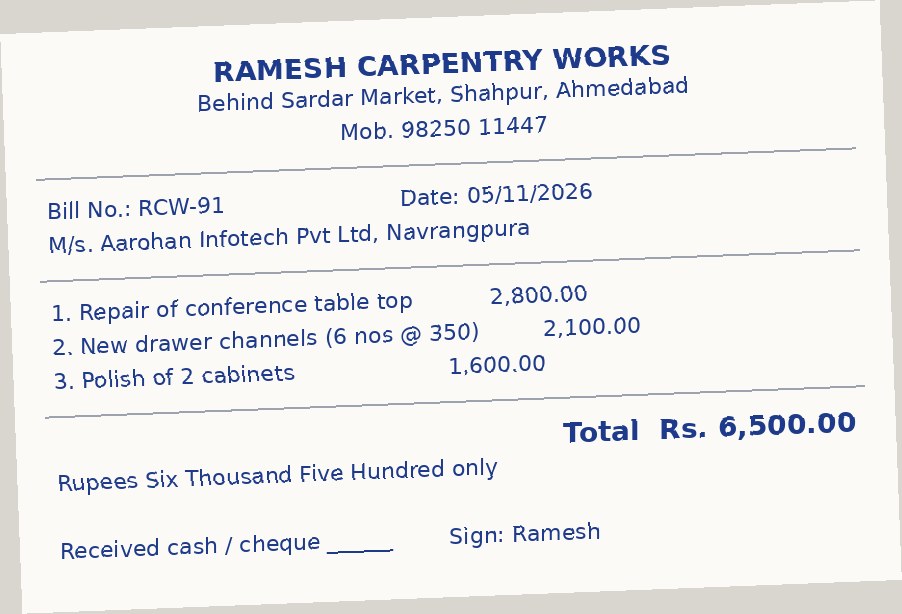 RAMESH CARPENTRY WORKS
Behind Sardar Market, Shahpur, Ahmedabad
Mob. 98250 11447
Bill No.: RCW-91 Date: 05/11/2026
M/s. Aarohan Infotech Pvt Ltd, Navrangpura
1. Repair of conference table top 2,800.00
2. New drawer channels (6 nos @ 350) 2,100.00
3. Polish of 2 cabinets 1,600.00
Total Rs. 6,500.00
Rupees Six Thousand Five Hundred only
Received cash / cheque ______ Sign: Ramesh